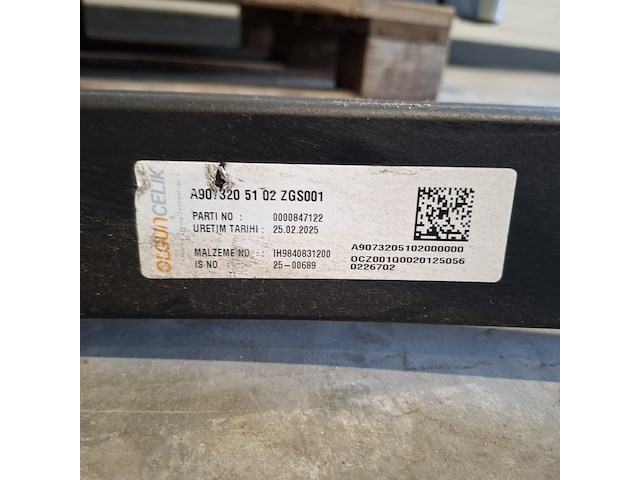 OLGUNÇELİK
A907320 51 02 ZGS001
PARTI NO : 0000847122
URETIM TARIHI : 25.02.2025
MALZEME NO : IH9840831200
IS NO : 25-00689
A9073205102000000
OCZ001Q0020125056
0226702